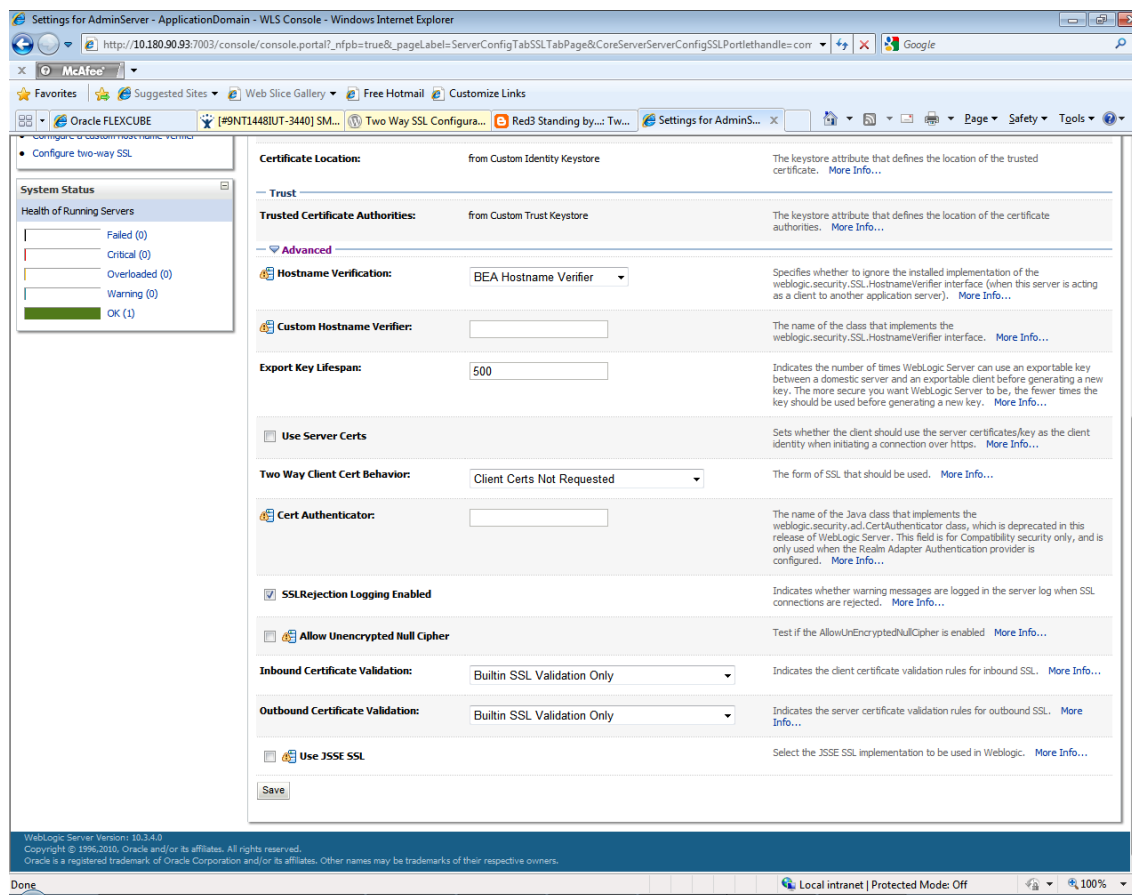 Settings for AdminServer - ApplicationDomain - WLS Console - Windows Internet Explorer
http://10.180.90.93:7003/console/console.portal?_nfpb=true&_pageLabel=ServerConfigTabSSLTabPage&CoreServerServerConfigSSLPortlethandle=com
Google
x McAfee
Favorites Suggested Sites Web Slice Gallery Free Hotmail Customize Links
Oracle FLEXCUBE
[#9NT1448IUT-3440] SM...
Two Way SSL Configura...
Red3 Standing by...: Tw...
Settings for AdminS... x
Page Safety Tools
Configure a custom host name verifier
Configure two-way SSL
System Status
Health of Running Servers
Failed (0)
Critical (0)
Overloaded (0)
Warning (0)
OK (1)
Certificate Location: from Custom Identity Keystore
The keystore attribute that defines the location of the trusted
certificate. More Info...
Trust
Trusted Certificate Authorities: from Custom Trust Keystore
The keystore attribute that defines the location of the certificate
authorities. More Info...
Advanced
Hostname Verification: BEA Hostname Verifier
Specifies whether to ignore the installed implementation of the
weblogic.security.SSL.HostnameVerifier interface (when this server is acting
as a client to another application server). More Info...
Custom Hostname Verifier:
The name of the class that implements the
weblogic.security.SSL.HostnameVerifier interface. More Info...
Export Key Lifespan: 500
Indicates the number of times WebLogic Server can use an exportable key
between a domestic server and an exportable client before generating a new
key. The more secure you want WebLogic Server to be, the fewer times the
key should be used before generating a new key. More Info...
Use Server Certs
Sets whether the client should use the server certificates/key as the client
identity when initiating a connection over https. More Info...
Two Way Client Cert Behavior: Client Certs Not Requested
The form of SSL that should be used. More Info...
Cert Authenticator:
The name of the Java class that implements the
weblogic.security.acl.CertAuthenticator class, which is deprecated in this
release of WebLogic Server. This field is for Compatibility security only, and is
only used when the Realm Adapter Authentication provider is
configured. More Info...
SSLRejection Logging Enabled
Indicates whether warning messages are logged in the server log when SSL
connections are rejected. More Info...
Allow Unencrypted Null Cipher
Test if the AllowUnEncryptedNullCipher is enabled More Info...
Inbound Certificate Validation: Builtin SSL Validation Only
Indicates the client certificate validation rules for inbound SSL. More Info...
Outbound Certificate Validation: Builtin SSL Validation Only
Indicates the server certificate validation rules for outbound SSL. More
Info...
Use JSSE SSL
Select the JSSE SSL implementation to be used in Weblogic. More Info...
Save
WebLogic Server Version: 10.3.4.0
Copyright © 1996,2010, Oracle and/or its affiliates. All rights reserved.
Oracle is a registered trademark of Oracle Corporation and/or its affiliates. Other names may be trademarks of their respective owners.
Done
Local intranet | Protected Mode: Off
100%